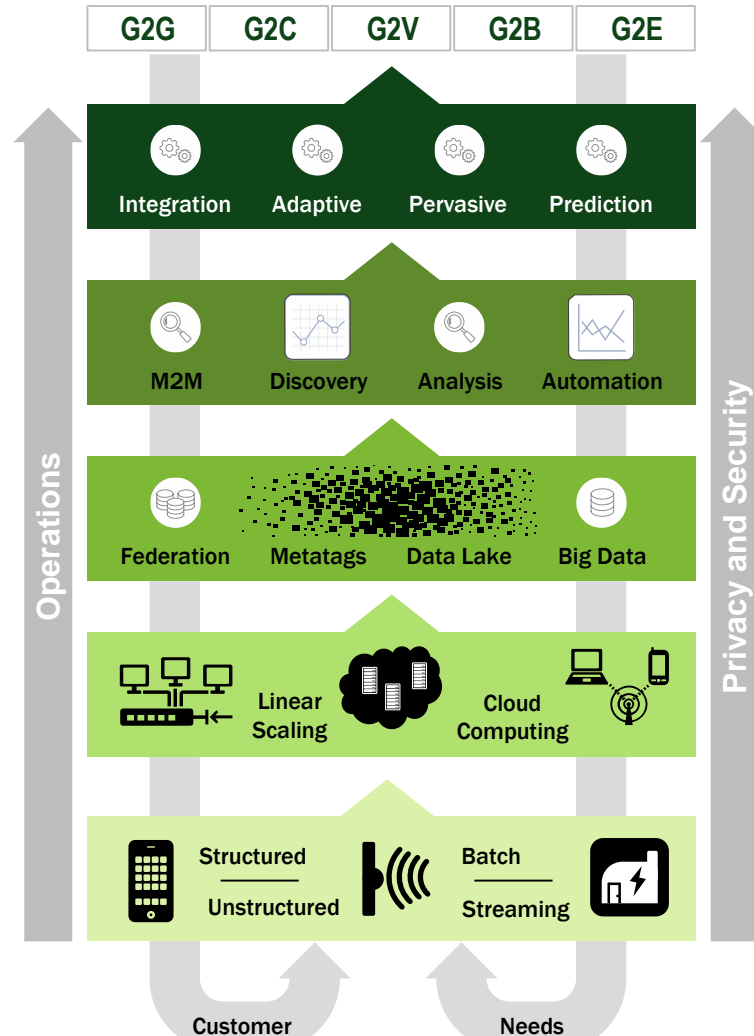 G2G G2C G2V G2B G2E
Integration Adaptive Pervasive Prediction
M2M Discovery Analysis Automation
Federation Metatags Data Lake Big Data
Linear
Scaling
Cloud
Computing
Structured
Unstructured
Batch
Streaming
Customer Needs
Operations
Privacy and Security